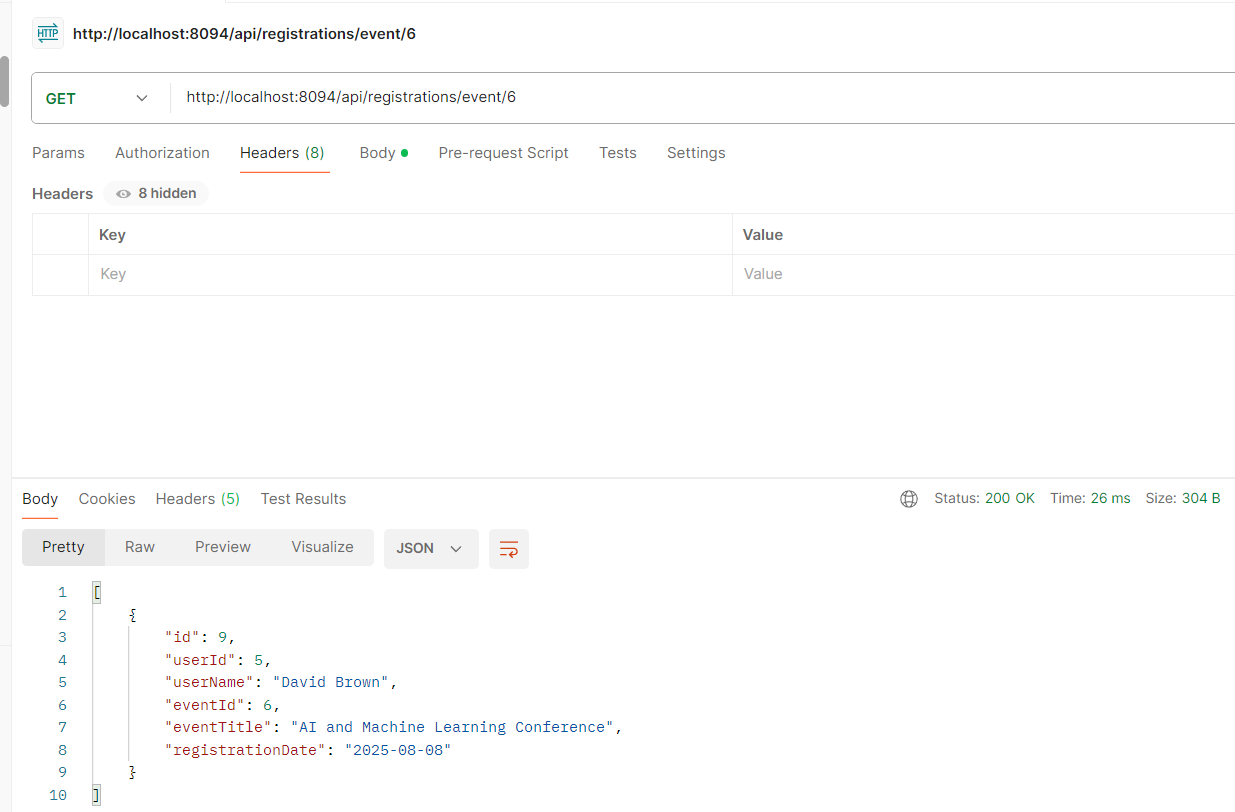 HTTP http://localhost:8094/api/registrations/event/6
GET http://localhost:8094/api/registrations/event/6
Params Authorization Headers (8) Body Pre-request Script Tests Settings
Headers 8 hidden
Key Value
Key Value
Body Cookies Headers (5) Test Results Status: 200 OK Time: 26 ms Size: 304 B
Pretty Raw Preview Visualize JSON
1 [
2 {
3 "id": 9,
4 "userId": 5,
5 "userName": "David Brown",
6 "eventId": 6,
7 "eventTitle": "AI and Machine Learning Conference",
8 "registrationDate": "2025-08-08"
9 }
10 ]